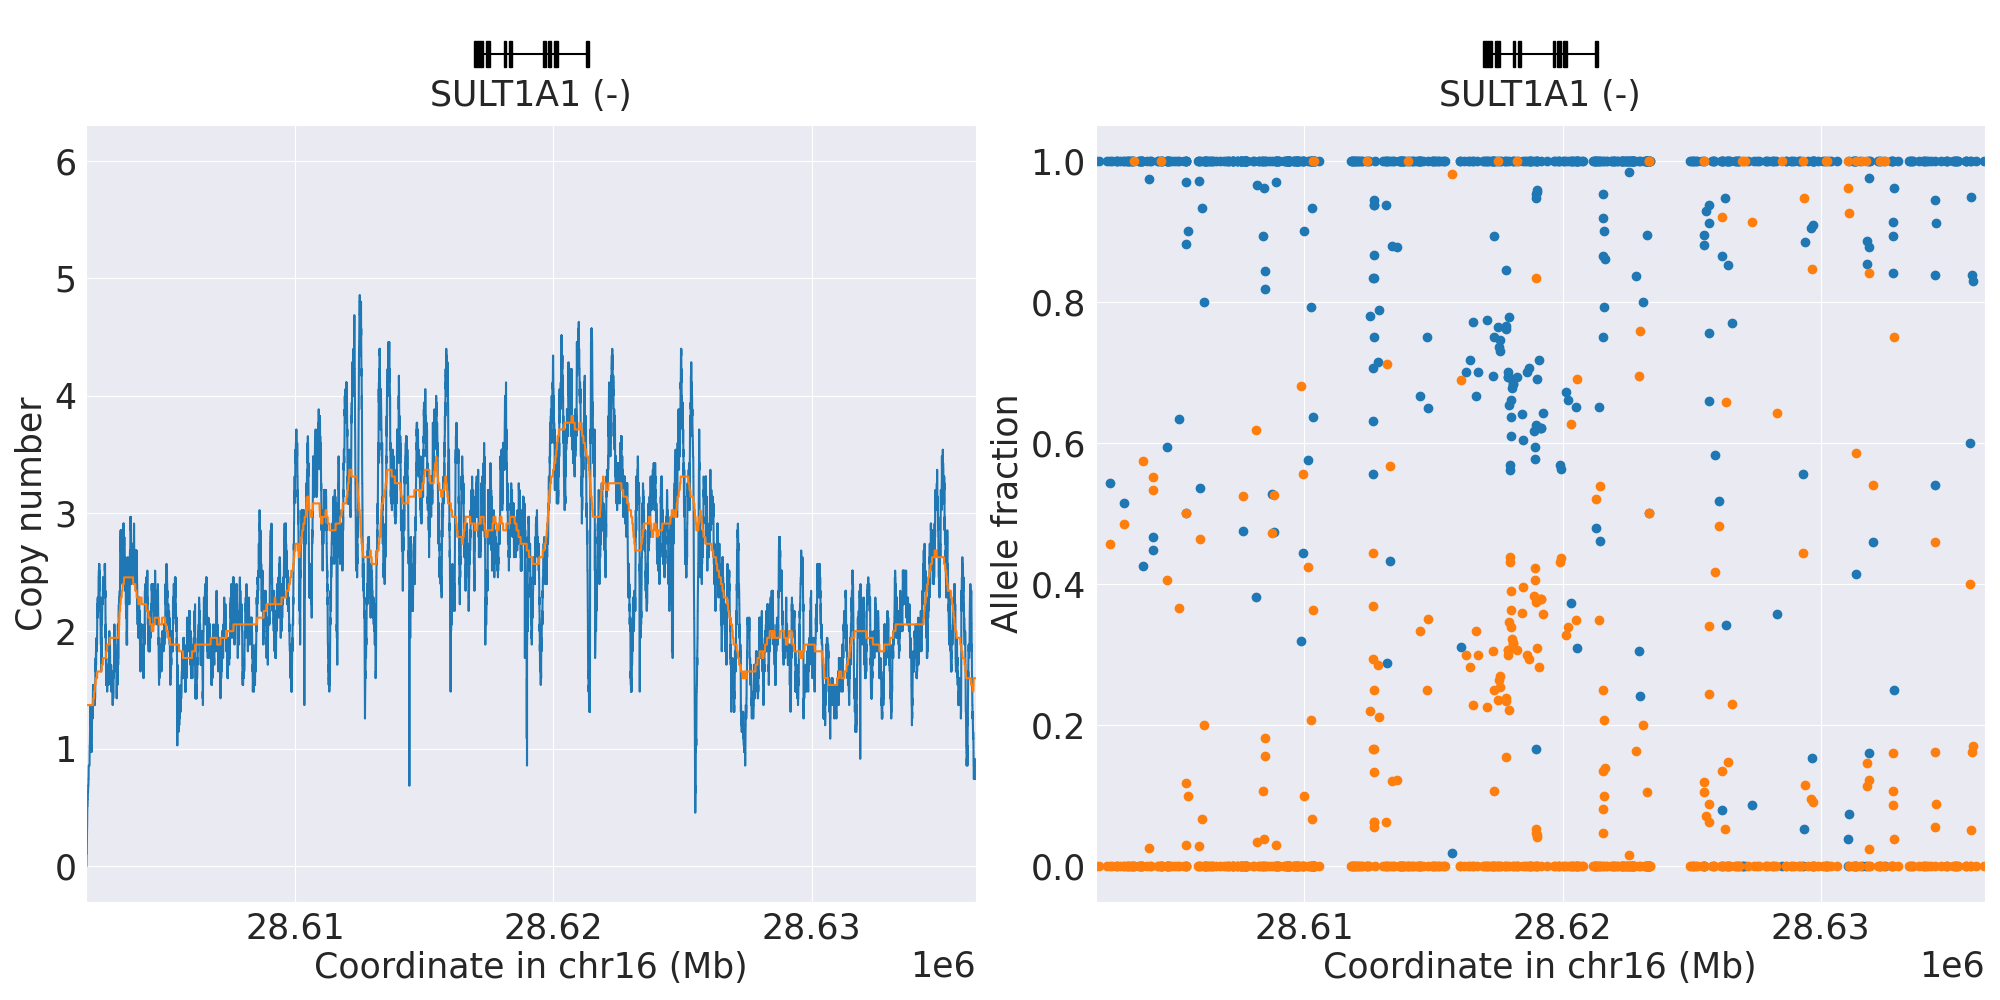 SULT1A1 (-)
6
5
4
3
2
1
0
Copy number
28.61
28.62
28.63
Coordinate in chr16 (Mb)
1e6
SULT1A1 (-)
1.0
0.8
0.6
0.4
0.2
0.0
Allele fraction
28.61
28.62
28.63
Coordinate in chr16 (Mb)
1e6